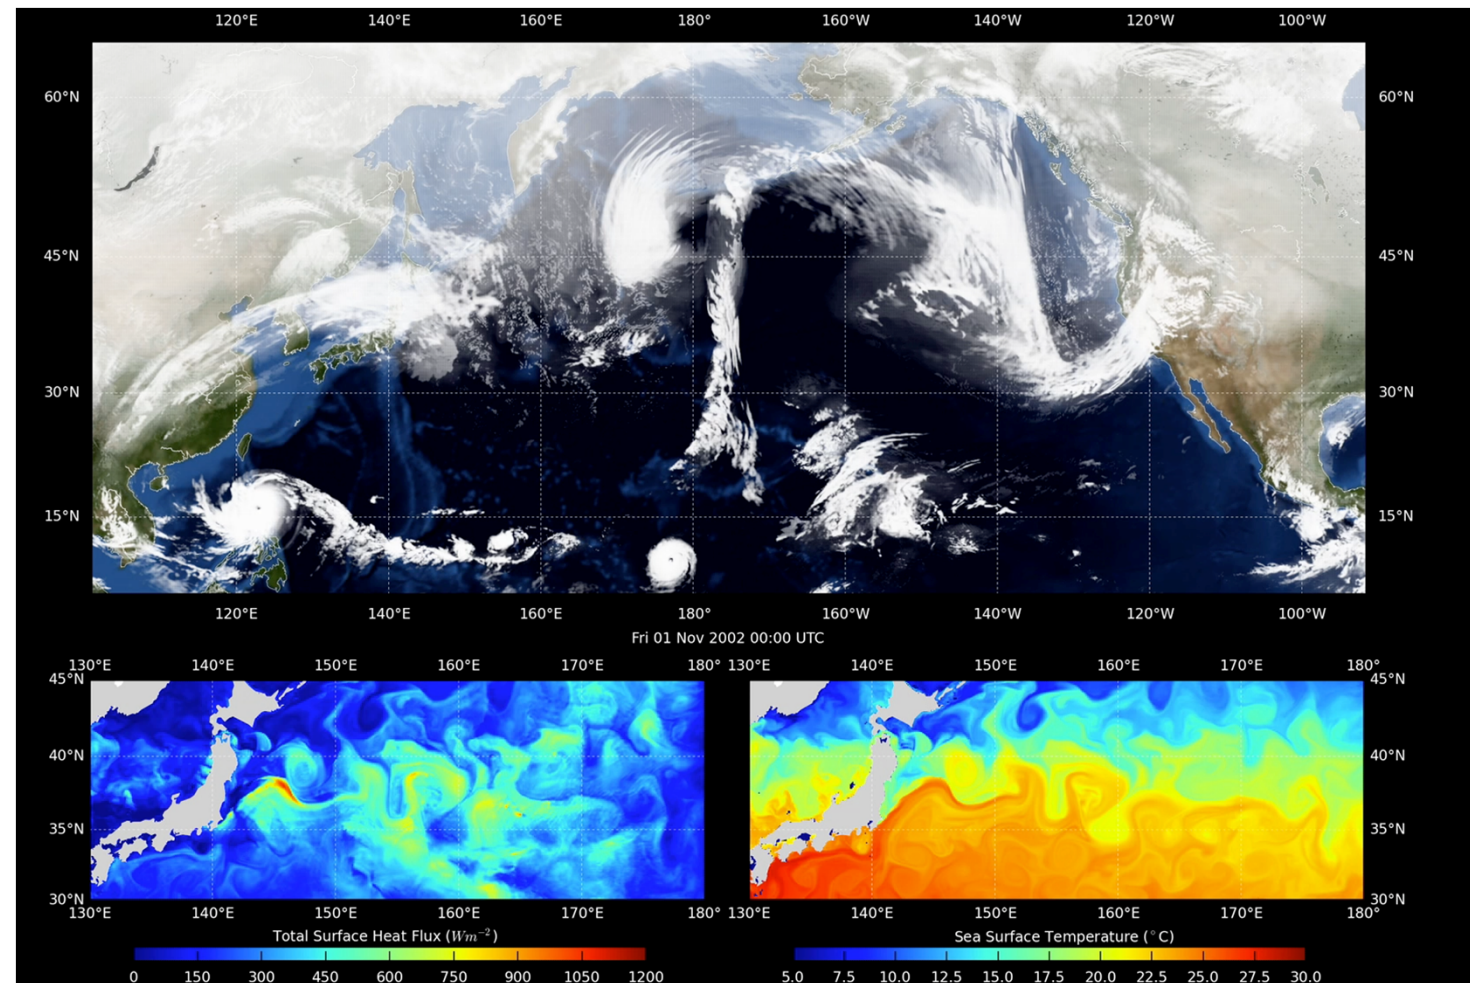 120°E 140°E 160°E 180° 160°W 140°W 120°W 100°W
60°N 60°N
45°N 45°N
30°N 30°N
15°N 15°N
120°E 140°E 160°E 180° 160°W 140°W 120°W 100°W
Fri 01 Nov 2002 00:00 UTC
130°E 140°E 150°E 160°E 170°E 180° 130°E 140°E 150°E 160°E 170°E 180°
45°N 45°N
40°N 40°N
35°N 35°N
30°N 30°N
130°E 140°E 150°E 160°E 170°E 180° 130°E 140°E 150°E 160°E 170°E 180°
Total Surface Heat Flux (Wm⁻²) Sea Surface Temperature (°C)
0 150 300 450 600 750 900 1050 1200 5.0 7.5 10.0 12.5 15.0 17.5 20.0 22.5 25.0 27.5 30.0